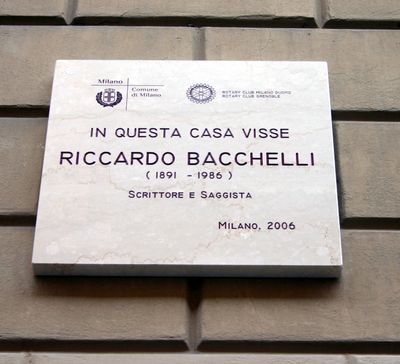 Milano
Comune
di Milano
ROTARY CLUB MILANO DUOMO
ROTARY CLUB GRENOBLE
IN QUESTA CASA VISSE
RICCARDO BACCHELLI
( 1891 - 1986 )
SCRITTORE E SAGGISTA
MILANO, 2006